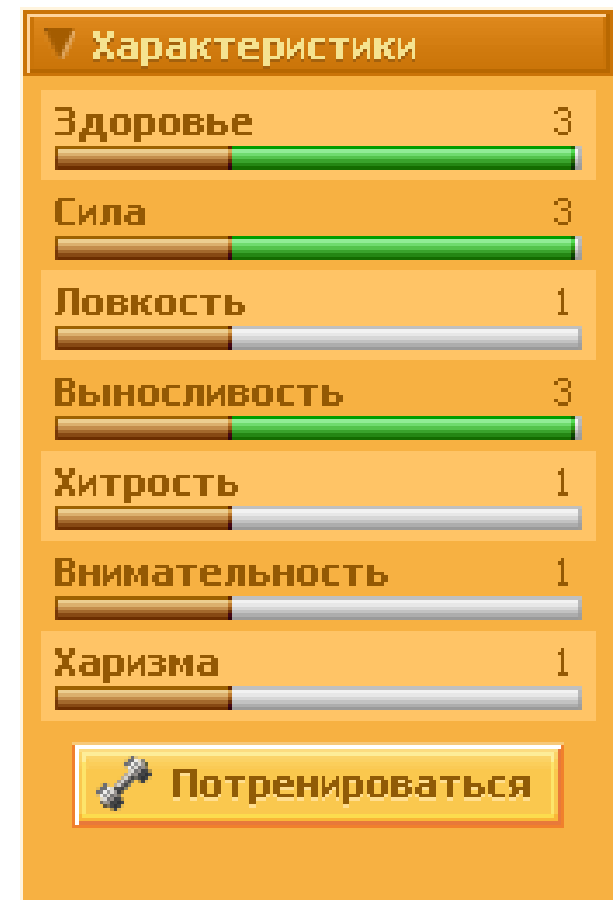 Характеристики
Здоровье 3
Сила 3
Ловкость 1
Выносливость 3
Хитрость 1
Внимательность 1
Харизма 1
Потренироваться